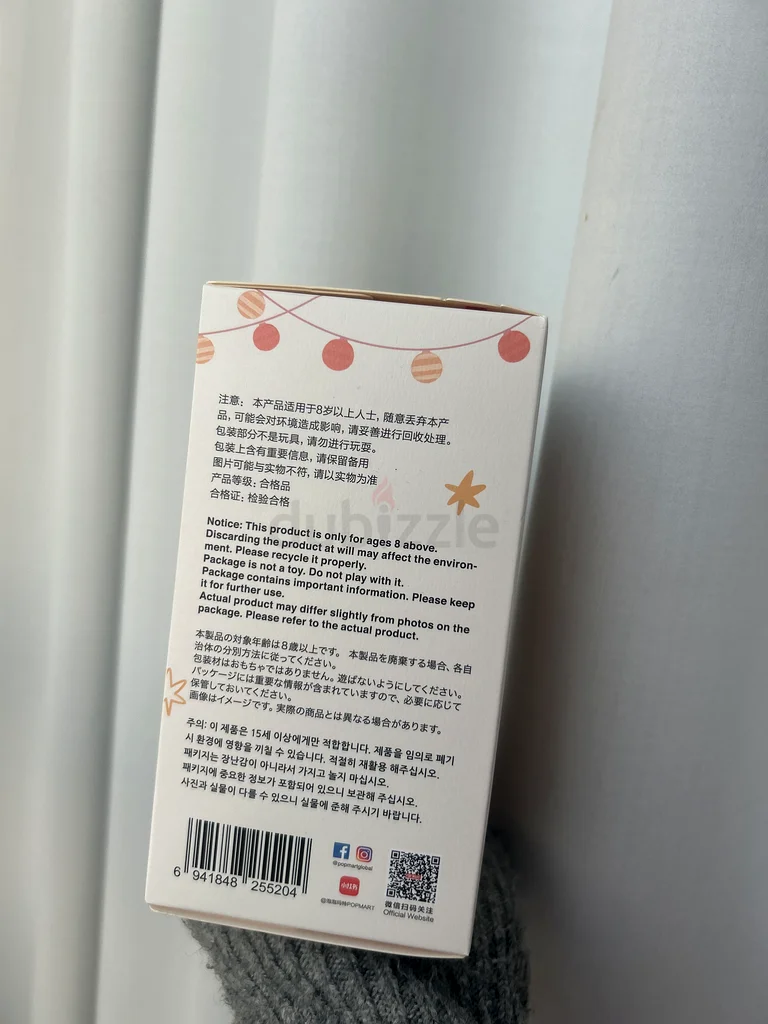 注意: 本产品适用于8岁以上人士, 随意丢弃本产
品, 可能会对环境造成影响, 请妥善进行回收处理。
包装部分不是玩具, 请勿进行玩耍。
包装上含有重要信息, 请保留备用
图片可能与实物不符, 请以实物为准
产品等级: 合格品
合格证: 检验合格
dubizzle
Notice: This product is only for ages 8 above.
Discarding the product at will may affect the environ-
ment. Please recycle it properly.
Package is not a toy. Do not play with it.
Package contains important information. Please keep
it for further use.
Actual product may differ slightly from photos on the
package. Please refer to the actual product.
本製品の対象年齢は8歳以上です。 本製品を廃棄する場合、各自
治体の分別方法に従ってください。
包装材はおもちゃではありません。遊ばないようにしてください。
パッケージには重要な情報が含まれていますので、必要に応じて
保管しておいてください。
画像はイメージです。実際の商品とは異なる場合があります。
주의: 이 제품은 15세 이상에게만 적합합니다. 제품을 임의로 폐기
시 환경에 영향을 끼칠 수 있습니다. 적절히 재활용 해주십시오.
패키지는 장난감이 아니라서 가지고 놀지 마십시오.
패키지에 중요한 정보가 포함되어 있으니 보관해 주십시오.
사진과 실물이 다를 수 있으니 실물에 준해 주시기 바랍니다.
6 941848 255204
@popmartglobal
小红书
@泡泡玛特POPMART
微信扫码关注
Official Website